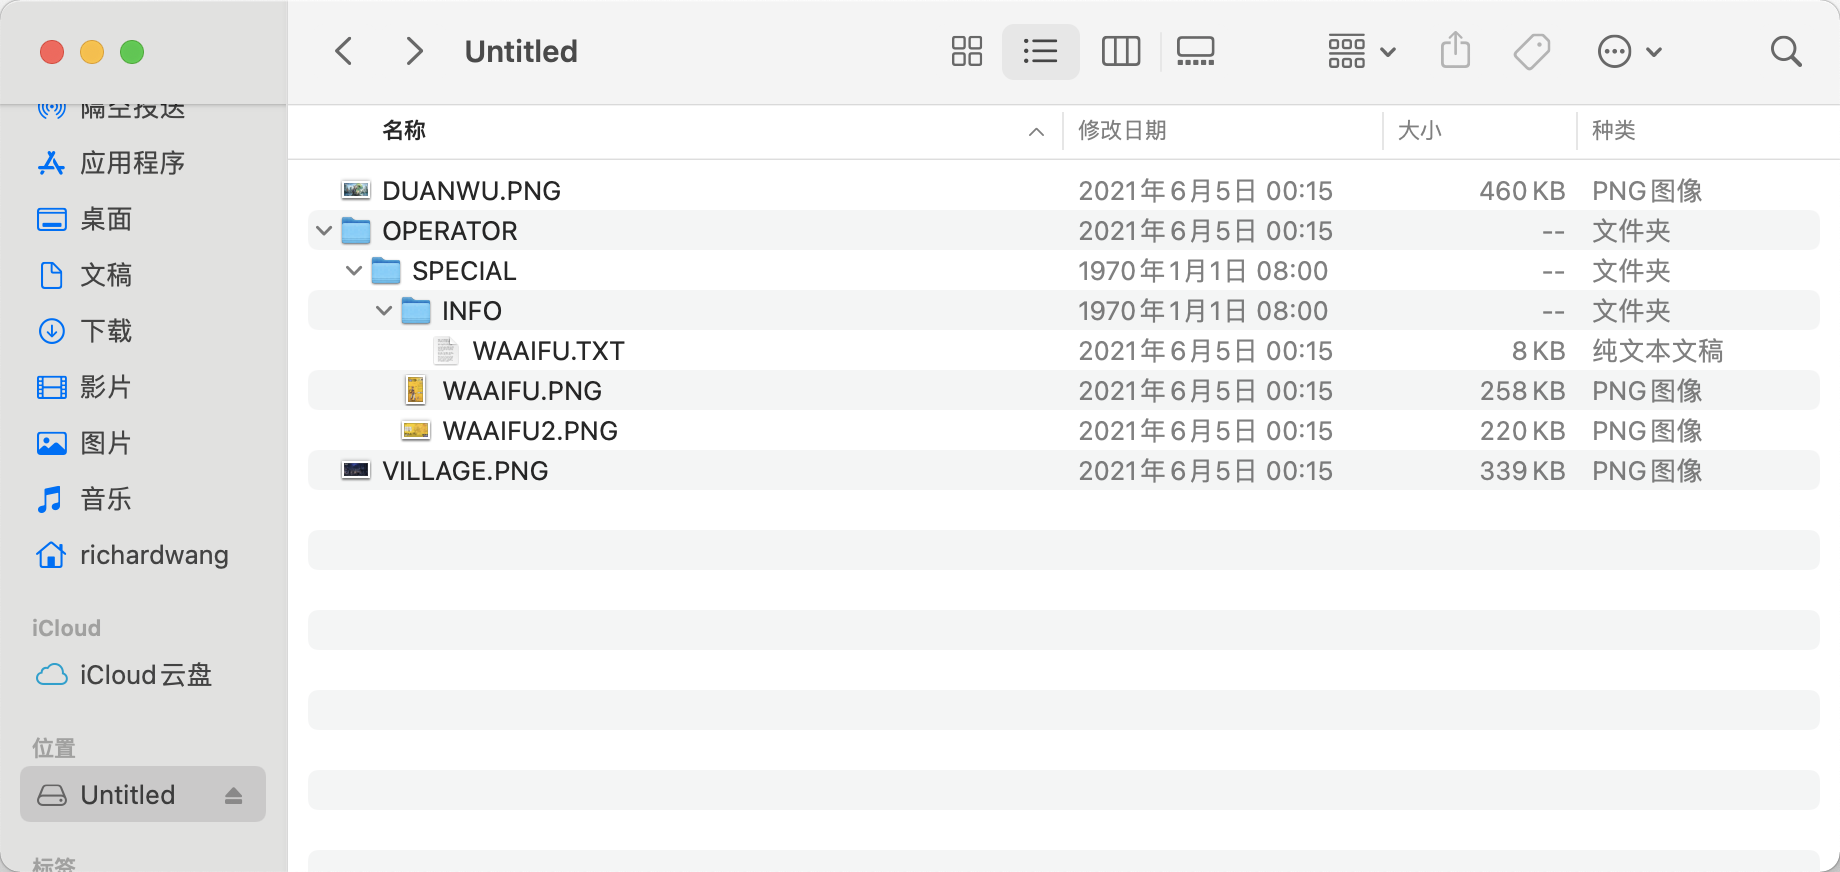 Untitled
隔空投送
应用程序
桌面
文稿
下载
影片
图片
音乐
richardwang
iCloud
iCloud云盘
位置
Untitled
标签
名称 修改日期 大小 种类
DUANWU.PNG 2021年6月5日 00:15 460 KB PNG图像
OPERATOR 2021年6月5日 00:15 -- 文件夹
SPECIAL 1970年1月1日 08:00 -- 文件夹
INFO 1970年1月1日 08:00 -- 文件夹
WAAIFU.TXT 2021年6月5日 00:15 8 KB 纯文本文稿
WAAIFU.PNG 2021年6月5日 00:15 258 KB PNG图像
WAAIFU2.PNG 2021年6月5日 00:15 220 KB PNG图像
VILLAGE.PNG 2021年6月5日 00:15 339 KB PNG图像